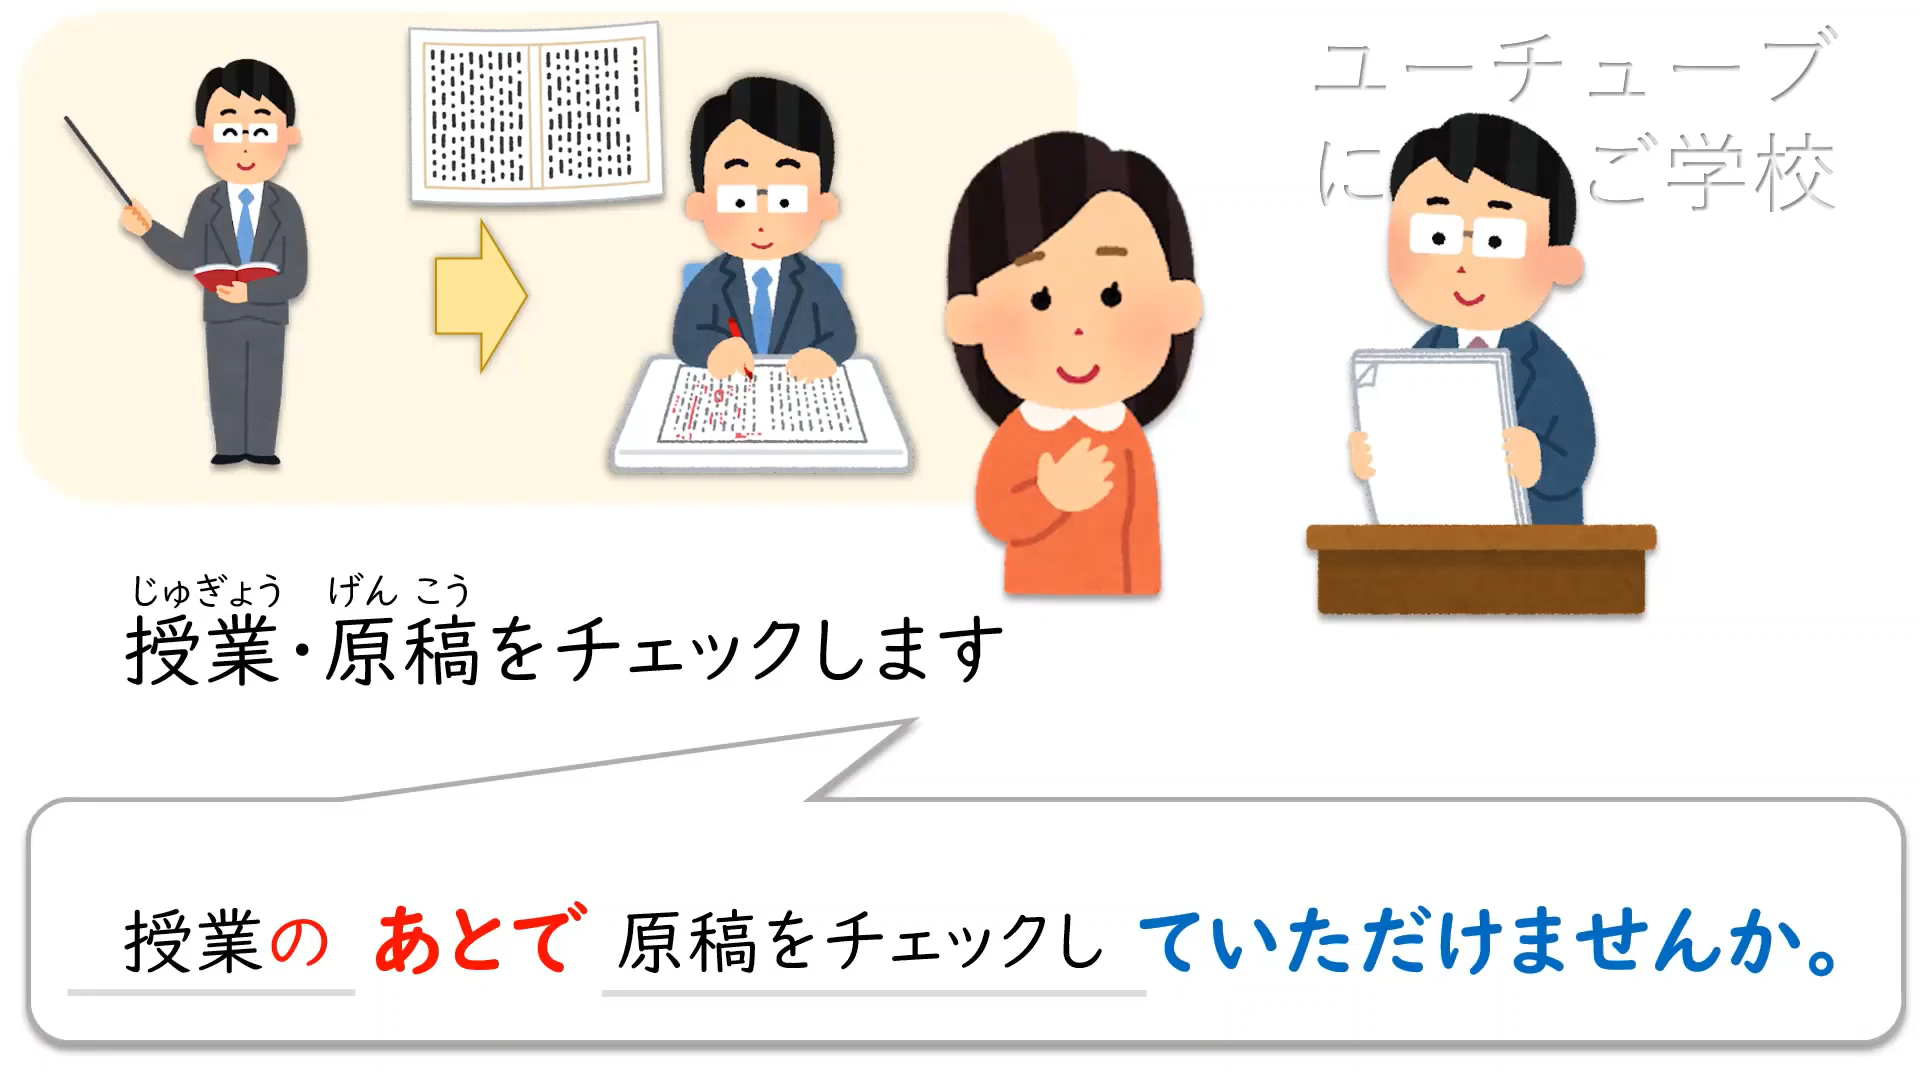 ユーチューブ
に ご学校
じゅぎょう げん こう
授業・原稿をチェックします
授業の あとで 原稿をチェックし ていただけませんか。